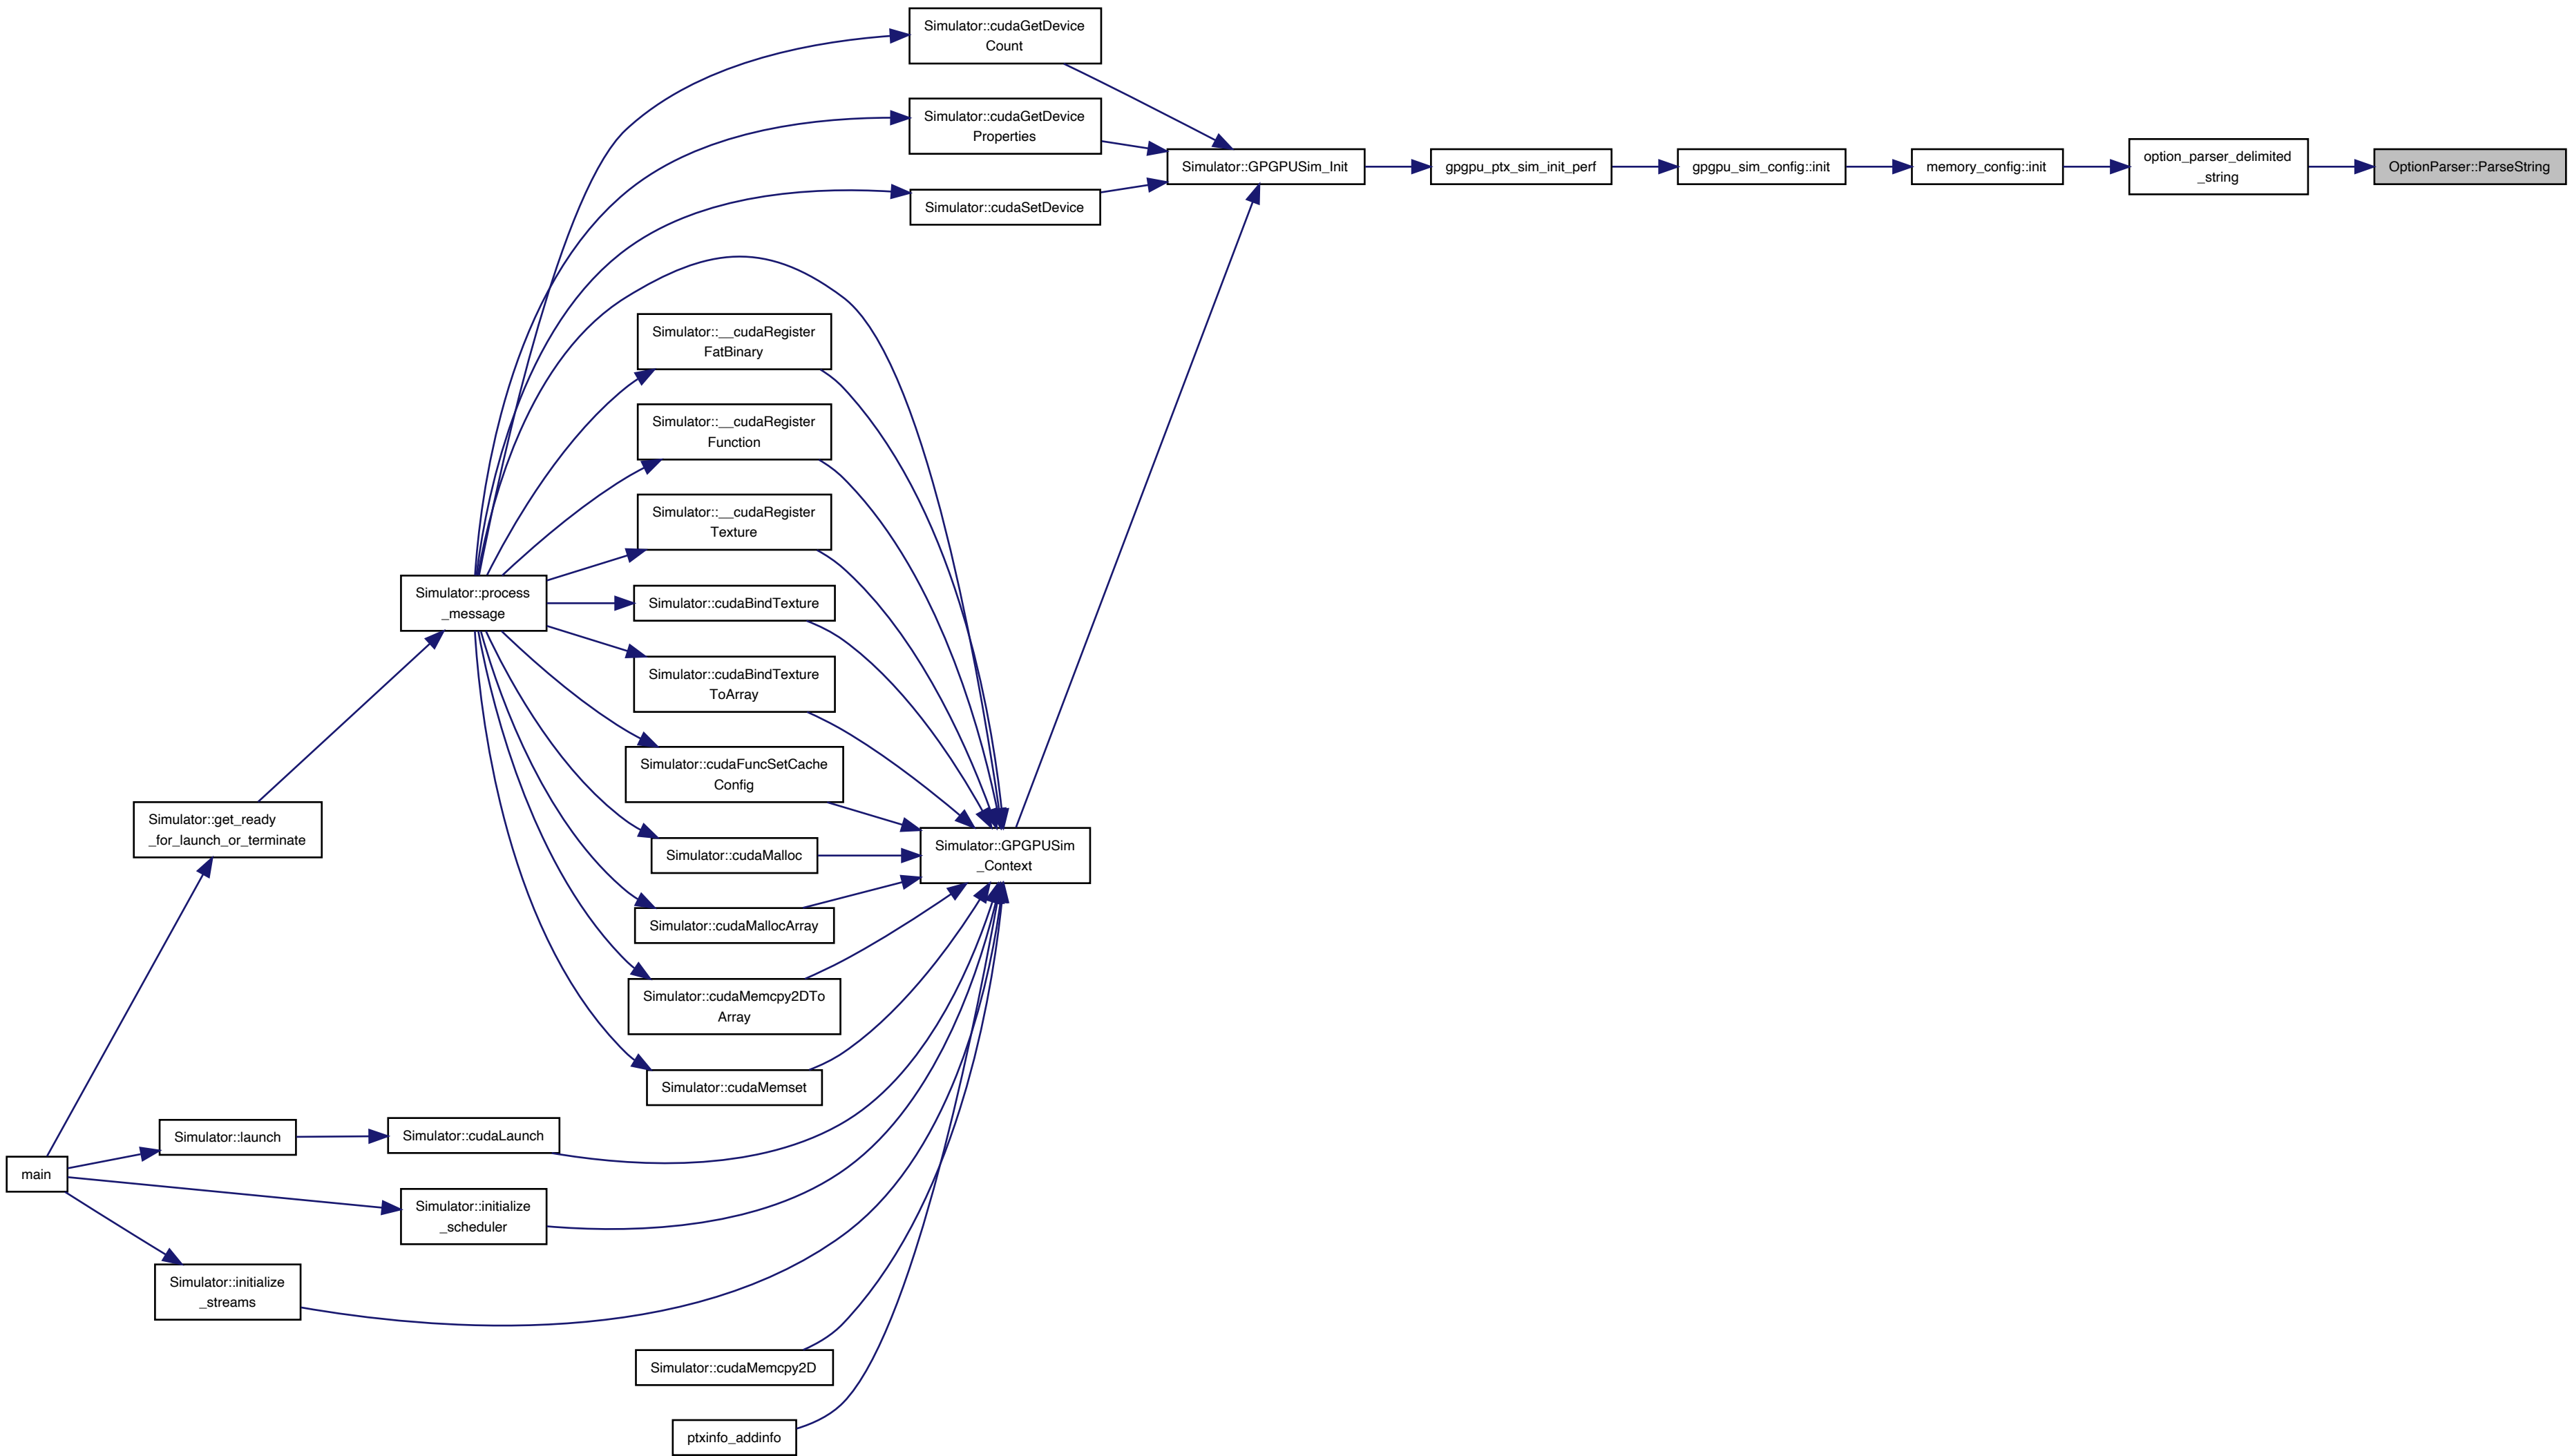 Simulator::cudaGetDevice
Count
Simulator::cudaGetDevice
Properties
Simulator::cudaSetDevice
Simulator::GPGPUSim_Init
gpgpu_ptx_sim_init_perf
gpgpu_sim_config::init
memory_config::init
option_parser_delimited
_string
OptionParser::ParseString
Simulator::__cudaRegister
FatBinary
Simulator::__cudaRegister
Function
Simulator::__cudaRegister
Texture
Simulator::process
_message
Simulator::cudaBindTexture
Simulator::cudaBindTexture
ToArray
Simulator::cudaFuncSetCache
Config
Simulator::get_ready
_for_launch_or_terminate
Simulator::cudaMalloc
Simulator::GPGPUSim
_Context
Simulator::cudaMallocArray
Simulator::cudaMemcpy2DTo
Array
Simulator::cudaMemset
Simulator::launch
Simulator::cudaLaunch
main
Simulator::initialize
_scheduler
Simulator::initialize
_streams
Simulator::cudaMemcpy2D
ptxinfo_addinfo